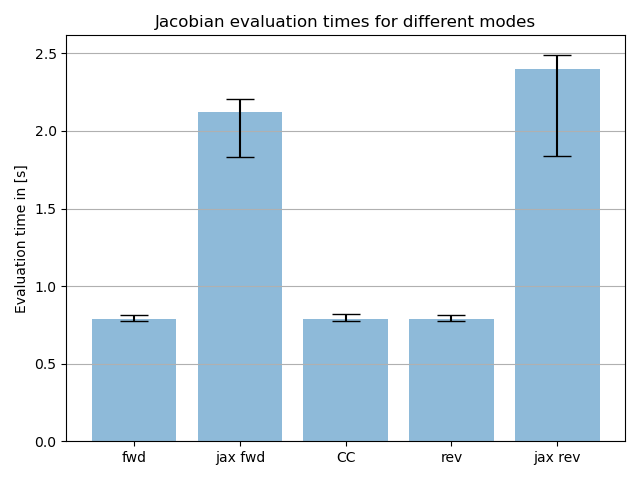 Jacobian evaluation times for different modes
Evaluation time in [s]
2.5
2.0
1.5
1.0
0.5
0.0
fwd
jax fwd
CC
rev
jax rev